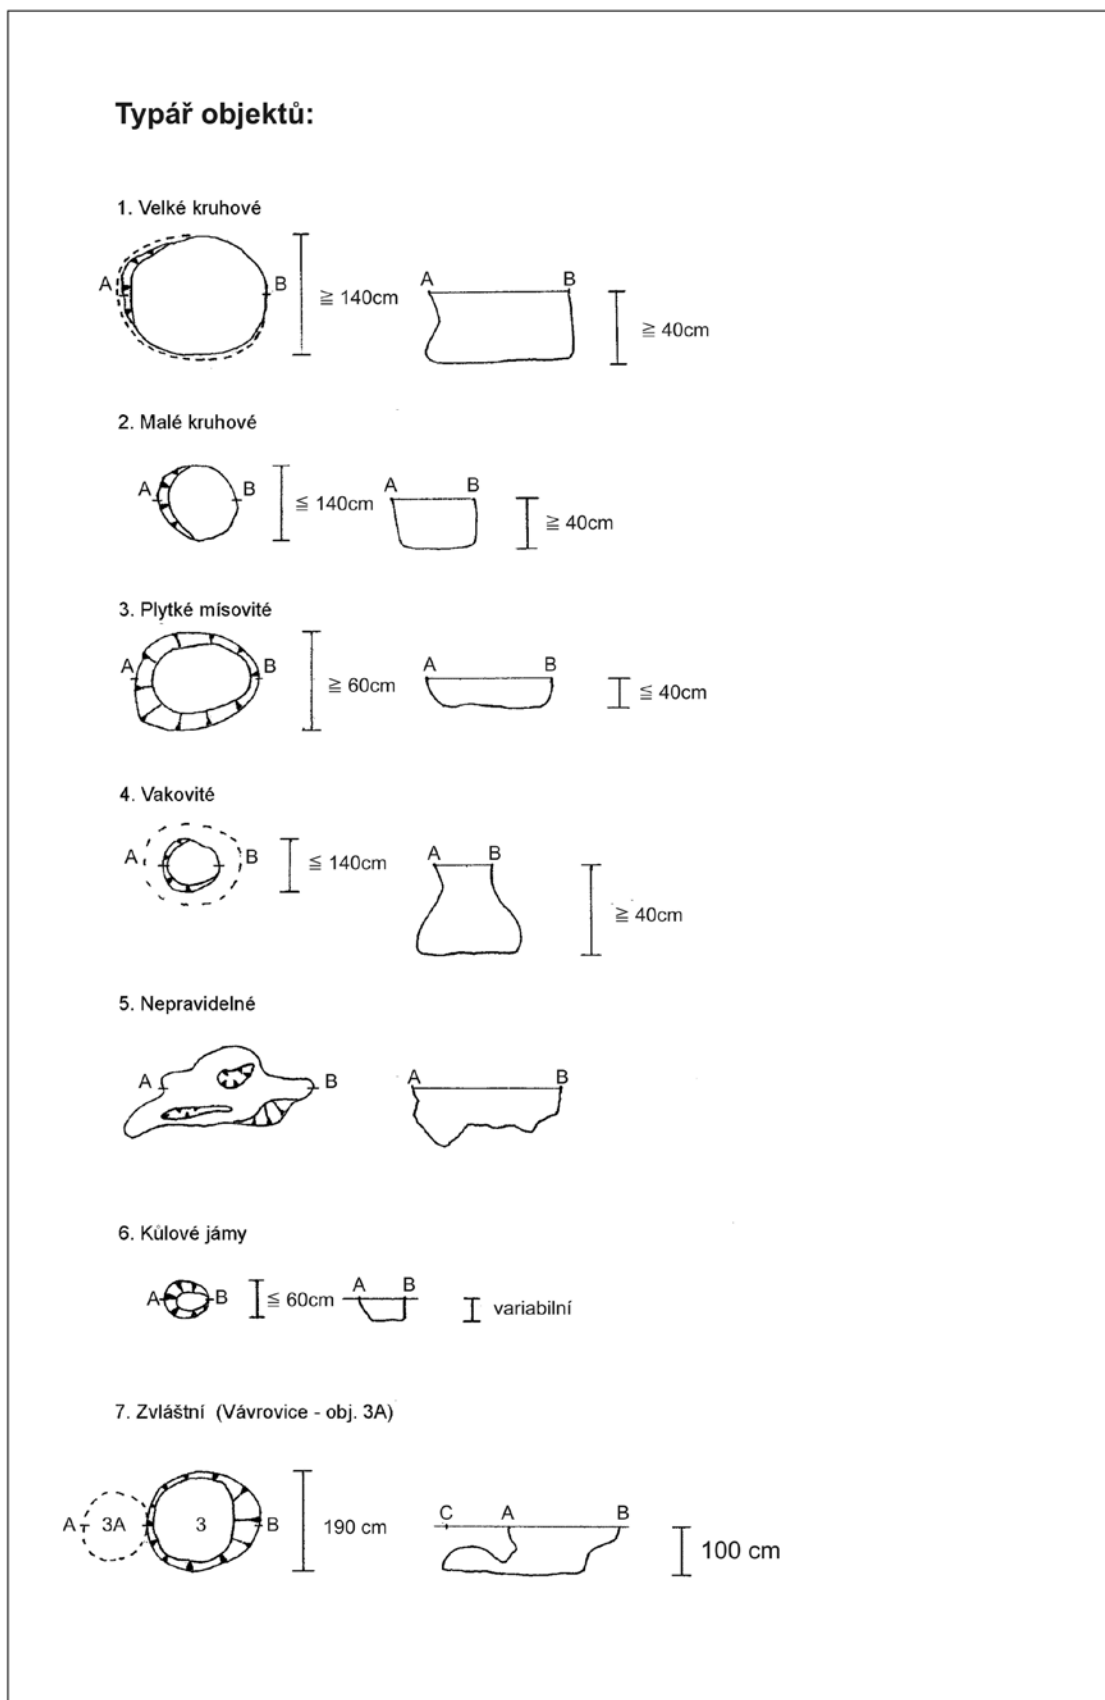 Typář objektů:
1. Velké kruhové
A B ≧ 140cm A B ≧ 40cm
2. Malé kruhové
A B ≦ 140cm A B ≧ 40cm
3. Plytké mísovité
A B ≧ 60cm A B ≦ 40cm
4. Vakovité
A B ≦ 140cm A B ≧ 40cm
5. Nepravidelné
A B A B
6. Kůlové jámy
A B ≦ 60cm A B variabilní
7. Zvláštní (Vávrovice - obj. 3A)
A 3A 3 B 190 cm C A B 100 cm